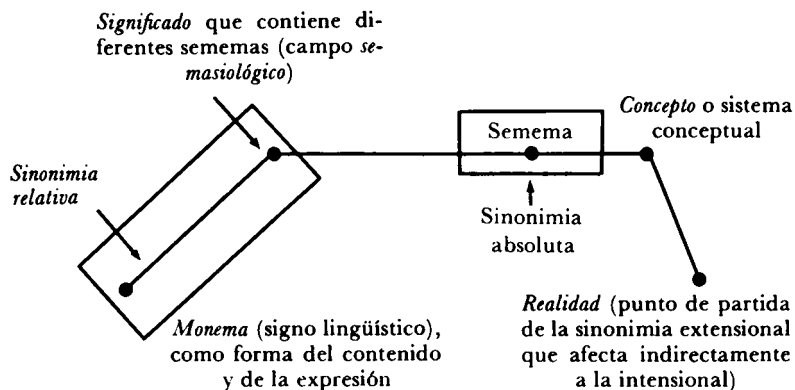 Significado que contiene di-
ferentes sememas (campo se-
masiológico)
Concepto o sistema
conceptual
Semema
Sinonimia
relativa
Sinonimia
absoluta
Monema (signo lingüístico),
como forma del contenido
y de la expresión
Realidad (punto de partida
de la sinonimia extensional
que afecta indirectamente
a la intensional)